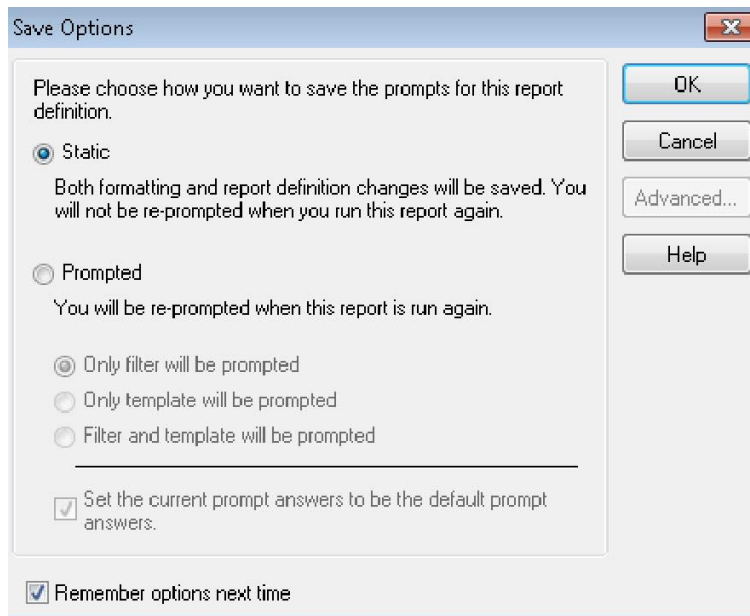 Save Options
Please choose how you want to save the prompts for this report
definition.
Static
Both formatting and report definition changes will be saved. You
will not be re-prompted when you run this report again.
Prompted
You will be re-prompted when this report is run again.
Only filter will be prompted
Only template will be prompted
Filter and template will be prompted
Set the current prompt answers to be the default prompt
answers.
Remember options next time
OK
Cancel
Advanced...
Help